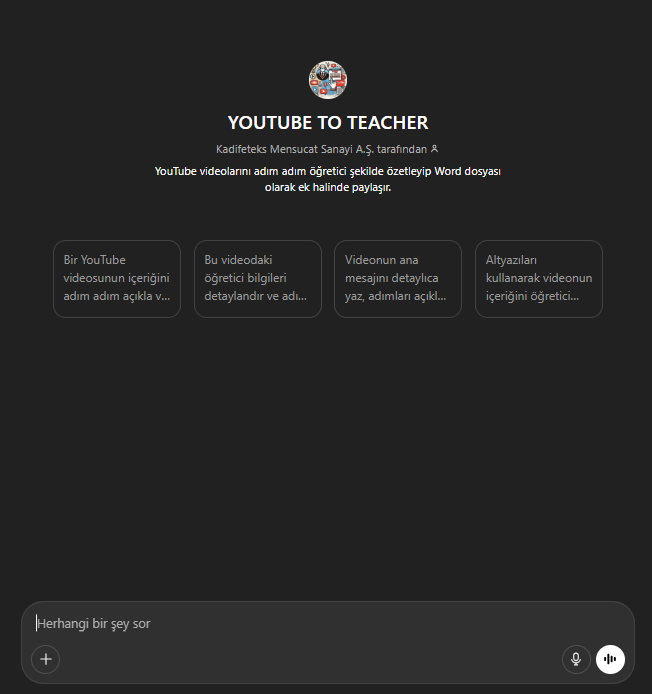 YOUTUBE TO TEACHER
Kadifeteks Mensucat Sanayi A.Ş. tarafından
YouTube videolarını adım adım öğretici şekilde özetleyip Word dosyası
olarak ek halinde paylaşır.
Bir YouTube
videosunun içeriğini
adım adım açıkla v...
Bu videodaki
öğretici bilgileri
detaylandır ve adı...
Videonun ana
mesajını detaylıca
yaz, adımları açıkl...
Altyazıları
kullanarak videonun
içeriğini öğretici...
Herhangi bir şey sor